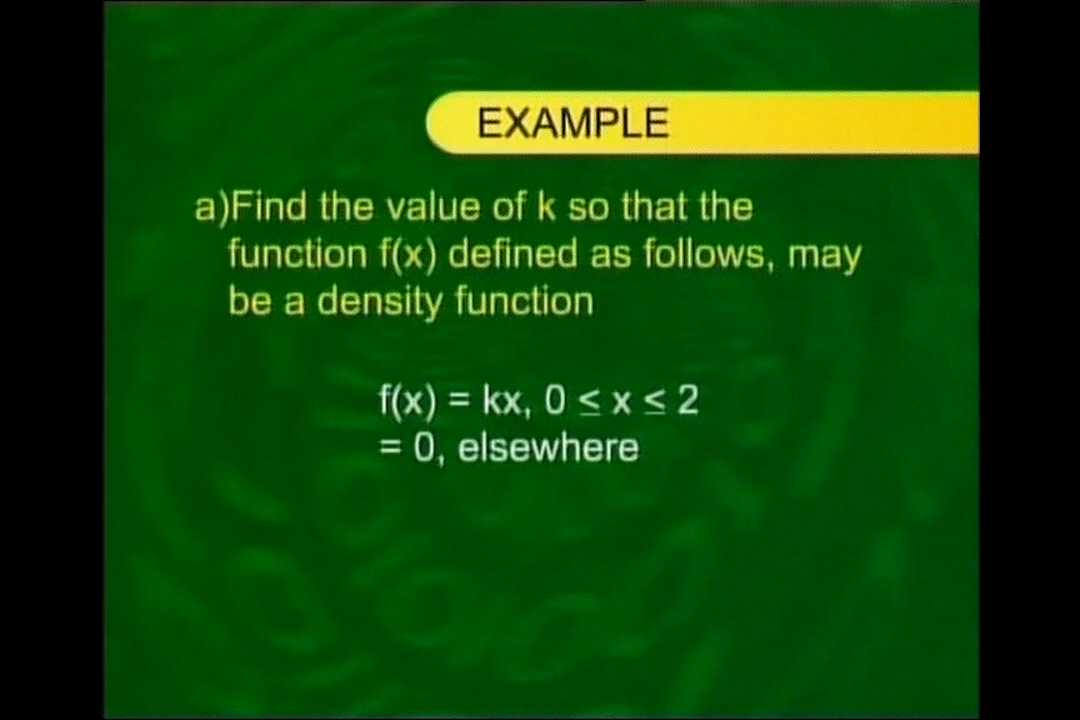 EXAMPLE
a)Find the value of k so that the
function f(x) defined as follows, may
be a density function
f(x) = kx, 0 ≤ x ≤ 2
= 0, elsewhere